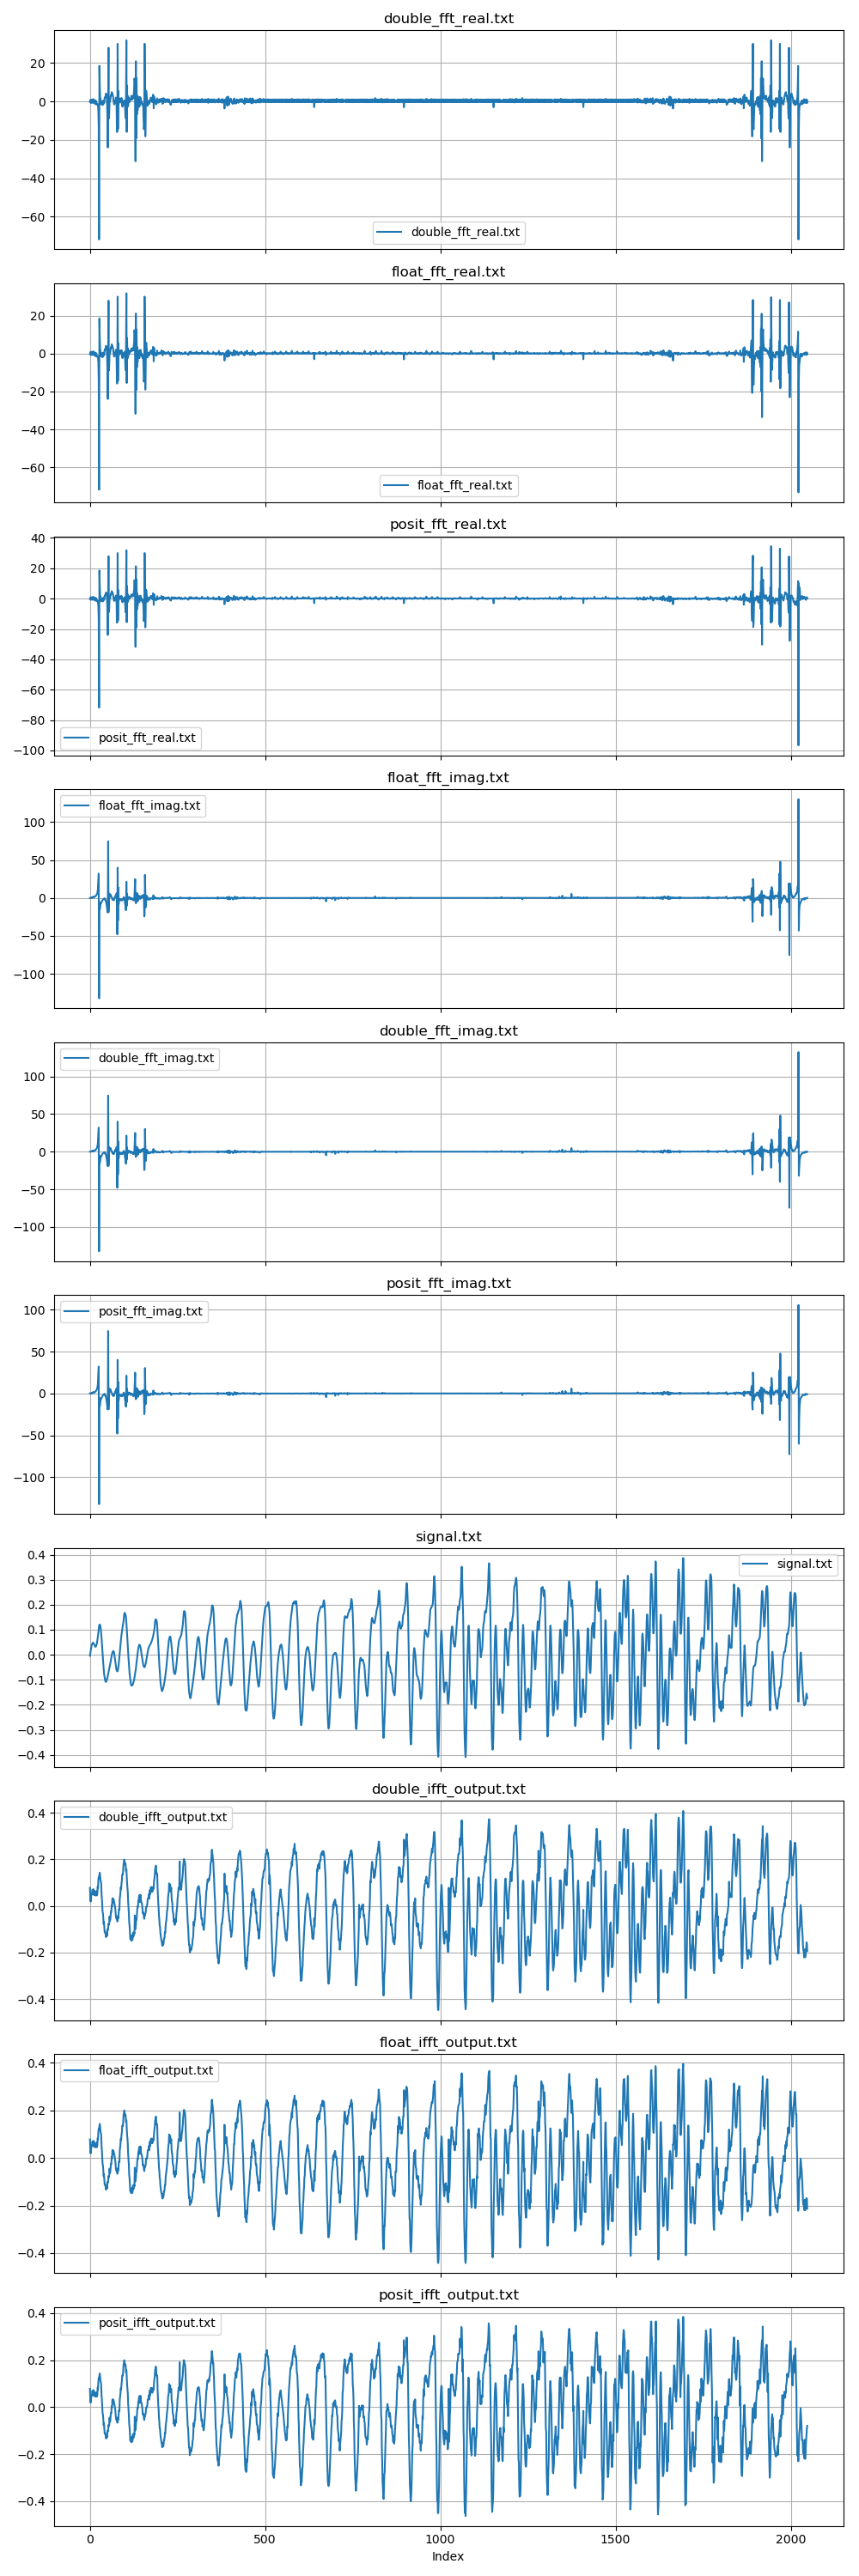 double_fft_real.txt
20
0
−20
−40
−60
double_fft_real.txt
float_fft_real.txt
20
0
−20
−40
−60
float_fft_real.txt
posit_fft_real.txt
40
20
0
−20
−40
−60
−80
−100
posit_fft_real.txt
float_fft_imag.txt
float_fft_imag.txt
100
50
0
−50
−100
double_fft_imag.txt
double_fft_imag.txt
100
50
0
−50
−100
posit_fft_imag.txt
posit_fft_imag.txt
100
50
0
−50
−100
signal.txt
signal.txt
0.4
0.3
0.2
0.1
0.0
−0.1
−0.2
−0.3
−0.4
double_ifft_output.txt
double_ifft_output.txt
0.4
0.2
0.0
−0.2
−0.4
float_ifft_output.txt
float_ifft_output.txt
0.4
0.2
0.0
−0.2
−0.4
posit_ifft_output.txt
posit_ifft_output.txt
0.4
0.2
0.0
−0.2
−0.4
0 500 1000 1500 2000
Index